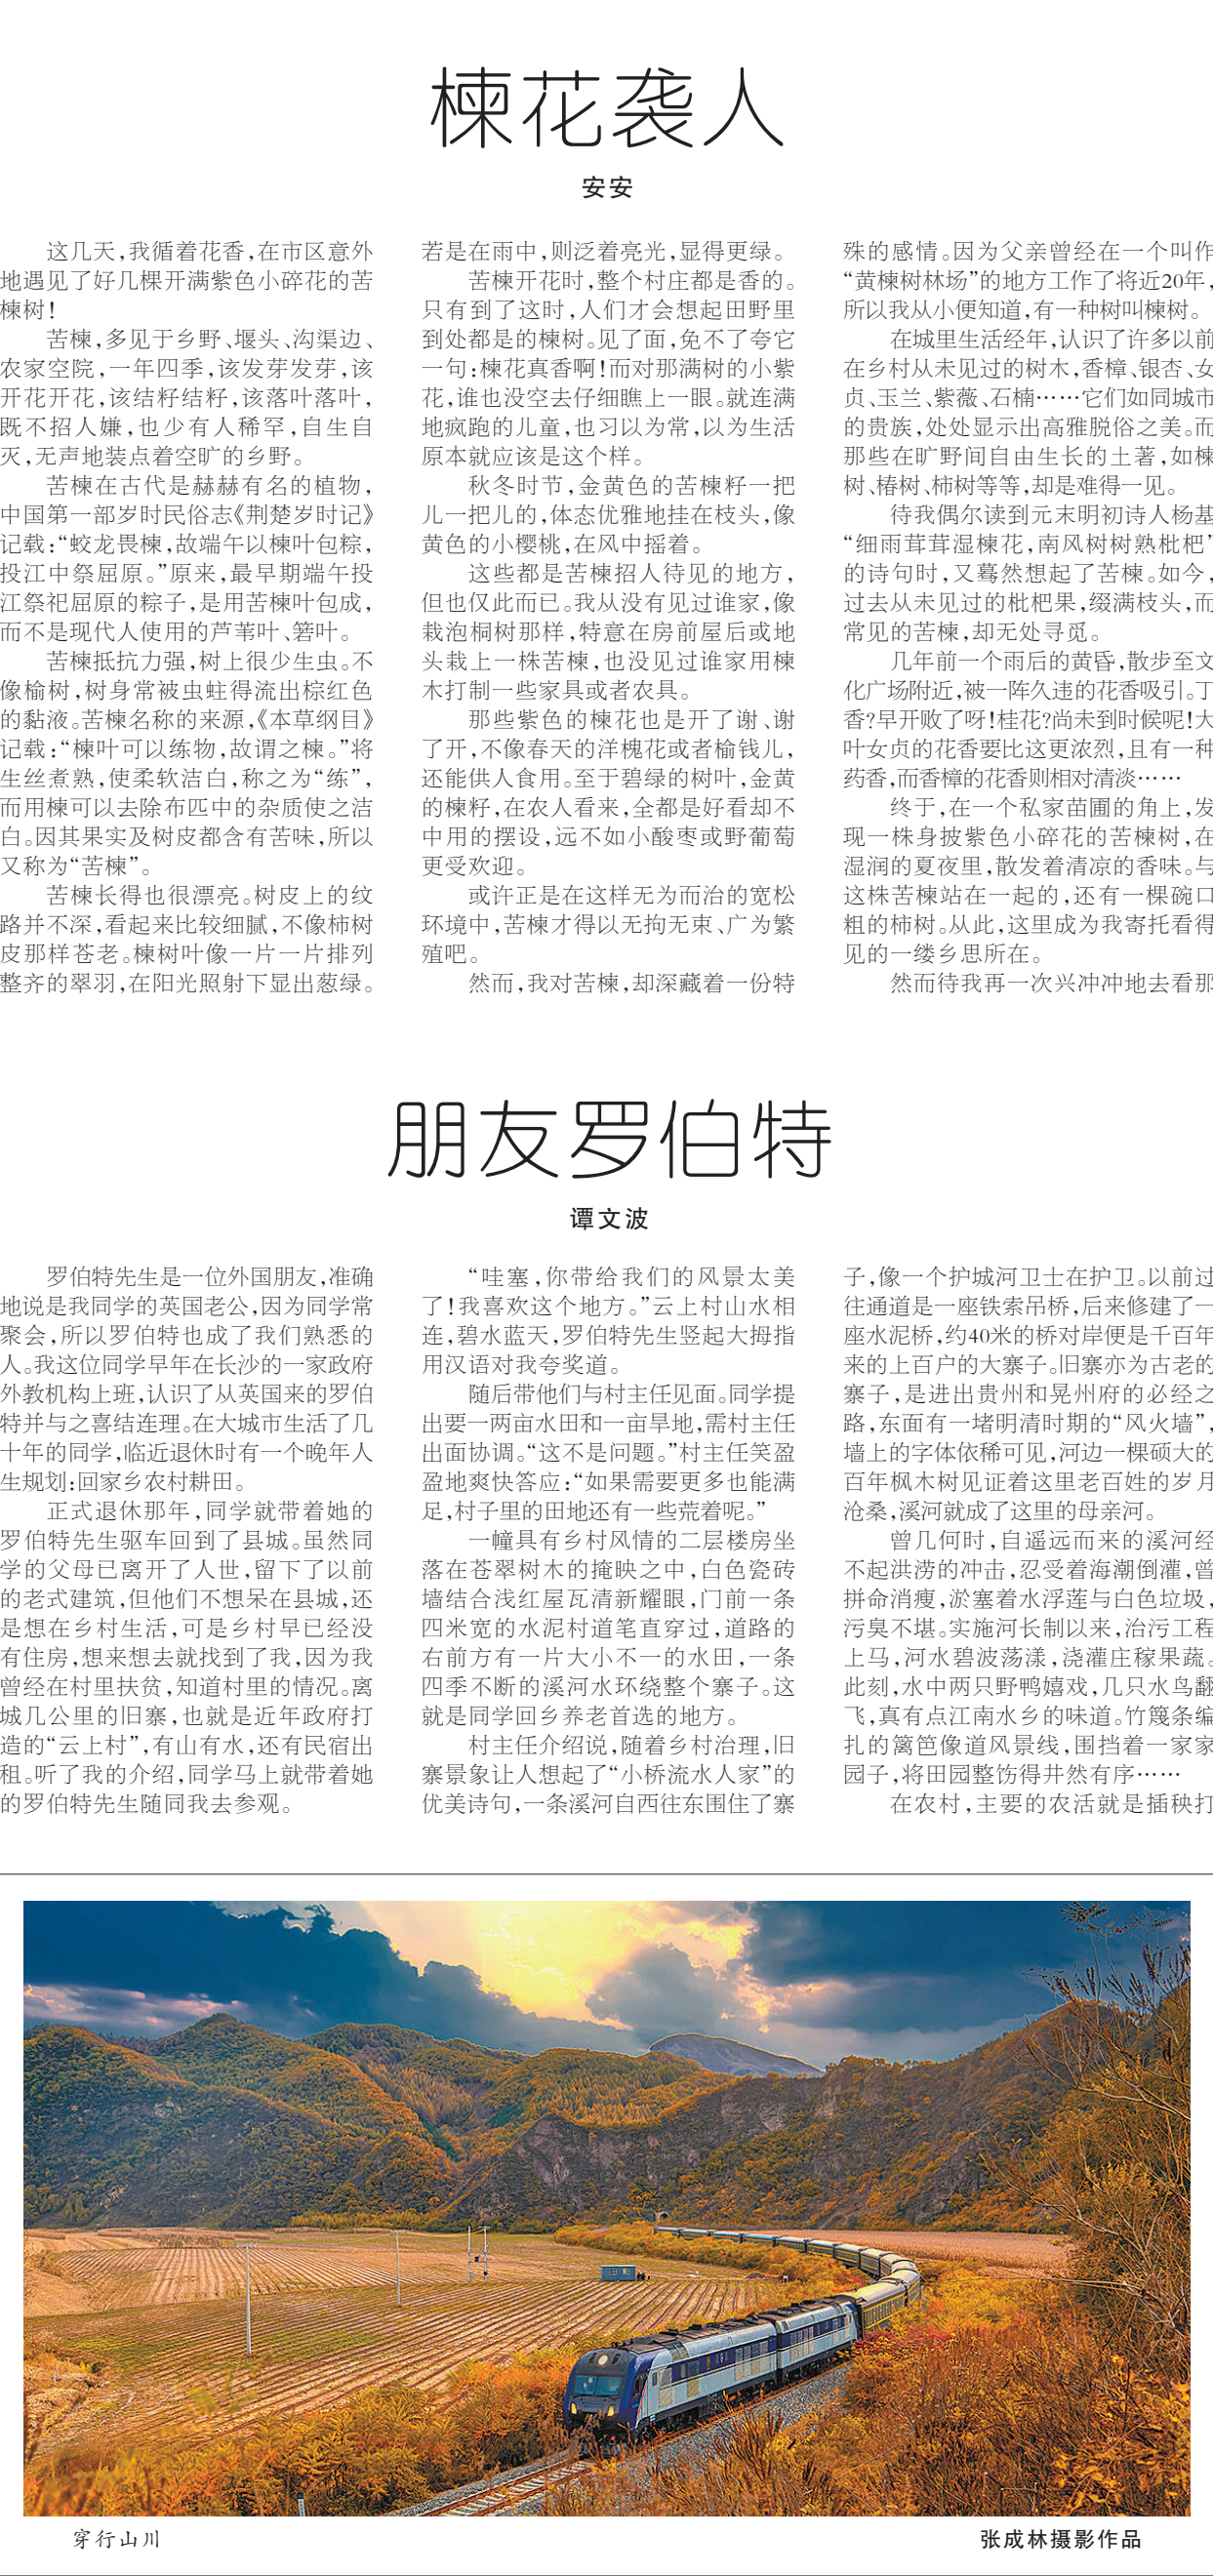 楝花袭人
安安
这几天,我循着花香,在市区意外
地遇见了好几棵开满紫色小碎花的苦
楝树!
苦楝,多见于乡野、堰头、沟渠边、
农家空院,一年四季,该发芽发芽,该
开花开花,该结籽结籽,该落叶落叶,
既不招人嫌,也少有人稀罕,自生自
灭,无声地装点着空旷的乡野。
苦楝在古代是赫赫有名的植物,
中国第一部岁时民俗志《荆楚岁时记》
记载:“蛟龙畏楝,故端午以楝叶包粽,
投江中祭屈原。”原来,最早期端午投
江祭祀屈原的粽子,是用苦楝叶包成,
而不是现代人使用的芦苇叶、箬叶。
苦楝抵抗力强,树上很少生虫。不
像榆树,树身常被虫蛀得流出棕红色
的黏液。苦楝名称的来源,《本草纲目》
记载:“楝叶可以练物,故谓之楝。”将
生丝煮熟,使柔软洁白,称之为“练”,
而用楝可以去除布匹中的杂质使之洁
白。因其果实及树皮都含有苦味,所以
又称为“苦楝”。
苦楝长得也很漂亮。树皮上的纹
路并不深,看起来比较细腻,不像柿树
皮那样苍老。楝树叶像一片一片排列
整齐的翠羽,在阳光照射下显出葱绿。
若是在雨中,则泛着亮光,显得更绿。
苦楝开花时,整个村庄都是香的。
只有到了这时,人们才会想起田野里
到处都是的楝树。见了面,免不了夸它
一句:楝花真香啊!而对那满树的小紫
花,谁也没空去仔细瞧上一眼。就连满
地疯跑的儿童,也习以为常,以为生活
原本就应该是这个样。
秋冬时节,金黄色的苦楝籽一把
儿一把儿的,体态优雅地挂在枝头,像
黄色的小樱桃,在风中摇着。
这些都是苦楝招人待见的地方,
但也仅此而已。我从没有见过谁家,像
栽泡桐树那样,特意在房前屋后或地
头栽上一株苦楝,也没见过谁家用楝
木打制一些家具或者农具。
那些紫色的楝花也是开了谢、谢
了开,不像春天的洋槐花或者榆钱儿,
还能供人食用。至于碧绿的树叶,金黄
的楝籽,在农人看来,全都是好看却不
中用的摆设,远不如小酸枣或野葡萄
更受欢迎。
或许正是在这样无为而治的宽松
环境中,苦楝才得以无拘无束、广为繁
殖吧。
然而,我对苦楝,却深藏着一份特
殊的感情。因为父亲曾经在一个叫作
“黄楝树林场”的地方工作了将近20年,
所以我从小便知道,有一种树叫楝树。
在城里生活经年,认识了许多以前
在乡村从未见过的树木,香樟、银杏、女
贞、玉兰、紫薇、石楠……它们如同城市
的贵族,处处显示出高雅脱俗之美。而
那些在旷野间自由生长的土著,如楝
树、椿树、柿树等等,却是难得一见。
待我偶尔读到元末明初诗人杨基
“细雨茸茸湿楝花,南风树树熟枇杷”
的诗句时,又蓦然想起了苦楝。如今,
过去从未见过的枇杷果,缀满枝头,而
常见的苦楝,却无处寻觅。
几年前一个雨后的黄昏,散步至文
化广场附近,被一阵久违的花香吸引。丁
香?早开败了呀!桂花?尚未到时候呢!大
叶女贞的花香要比这更浓烈,且有一种
药香,而香樟的花香则相对清淡……
终于,在一个私家苗圃的角上,发
现一株身披紫色小碎花的苦楝树,在
湿润的夏夜里,散发着清凉的香味。与
这株苦楝站在一起的,还有一棵碗口
粗的柿树。从此,这里成为我寄托看得
见的一缕乡思所在。
然而待我再一次兴冲冲地去看那
朋友罗伯特
谭文波
罗伯特先生是一位外国朋友,准确
地说是我同学的英国老公,因为同学常
聚会,所以罗伯特也成了我们熟悉的
人。我这位同学早年在长沙的一家政府
外教机构上班,认识了从英国来的罗伯
特并与之喜结连理。在大城市生活了几
十年的同学,临近退休时有一个晚年人
生规划:回家乡农村耕田。
正式退休那年,同学就带着她的
罗伯特先生驱车回到了县城。虽然同
学的父母已离开了人世,留下了以前
的老式建筑,但他们不想呆在县城,还
是想在乡村生活,可是乡村早已经没
有住房,想来想去就找到了我,因为我
曾经在村里扶贫,知道村里的情况。离
城几公里的旧寨,也就是近年政府打
造的“云上村”,有山有水,还有民宿出
租。听了我的介绍,同学马上就带着她
的罗伯特先生随同我去参观。
“哇塞,你带给我们的风景太美
了!我喜欢这个地方。”云上村山水相
连,碧水蓝天,罗伯特先生竖起大拇指
用汉语对我夸奖道。
随后带他们与村主任见面。同学提
出要一两亩水田和一亩旱地,需村主任
出面协调。“这不是问题。”村主任笑盈
盈地爽快答应:“如果需要更多也能满
足,村子里的田地还有一些荒着呢。”
一幢具有乡村风情的二层楼房坐
落在苍翠树木的掩映之中,白色瓷砖
墙结合浅红屋瓦清新耀眼,门前一条
四米宽的水泥村道笔直穿过,道路的
右前方有一片大小不一的水田,一条
四季不断的溪河水环绕整个寨子。这
就是同学回乡养老首选的地方。
村主任介绍说,随着乡村治理,旧
寨景象让人想起了“小桥流水人家”的
优美诗句,一条溪河自西往东围住了寨
子,像一个护城河卫士在护卫。以前过
往通道是一座铁索吊桥,后来修建了一
座水泥桥,约40米的桥对岸便是千百年
来的上百户的大寨子。旧寨亦为古老的
寨子,是进出贵州和晃州府的必经之
路,东面有一堵明清时期的“风火墙”,
墙上的字体依稀可见,河边一棵硕大的
百年枫木树见证着这里老百姓的岁月
沧桑,溪河就成了这里的母亲河。
曾几何时,自遥远而来的溪河经
不起洪涝的冲击,忍受着海潮倒灌,曾
拼命消瘦,淤塞着水浮莲与白色垃圾,
污臭不堪。实施河长制以来,治污工程
上马,河水碧波荡漾,浇灌庄稼果蔬。
此刻,水中两只野鸭嬉戏,几只水鸟翻
飞,真有点江南水乡的味道。竹篾条编
扎的篱笆像道风景线,围挡着一家家
园子,将田园整饬得井然有序……
在农村,主要的农活就是插秧打
穿行山川
张成林摄影作品